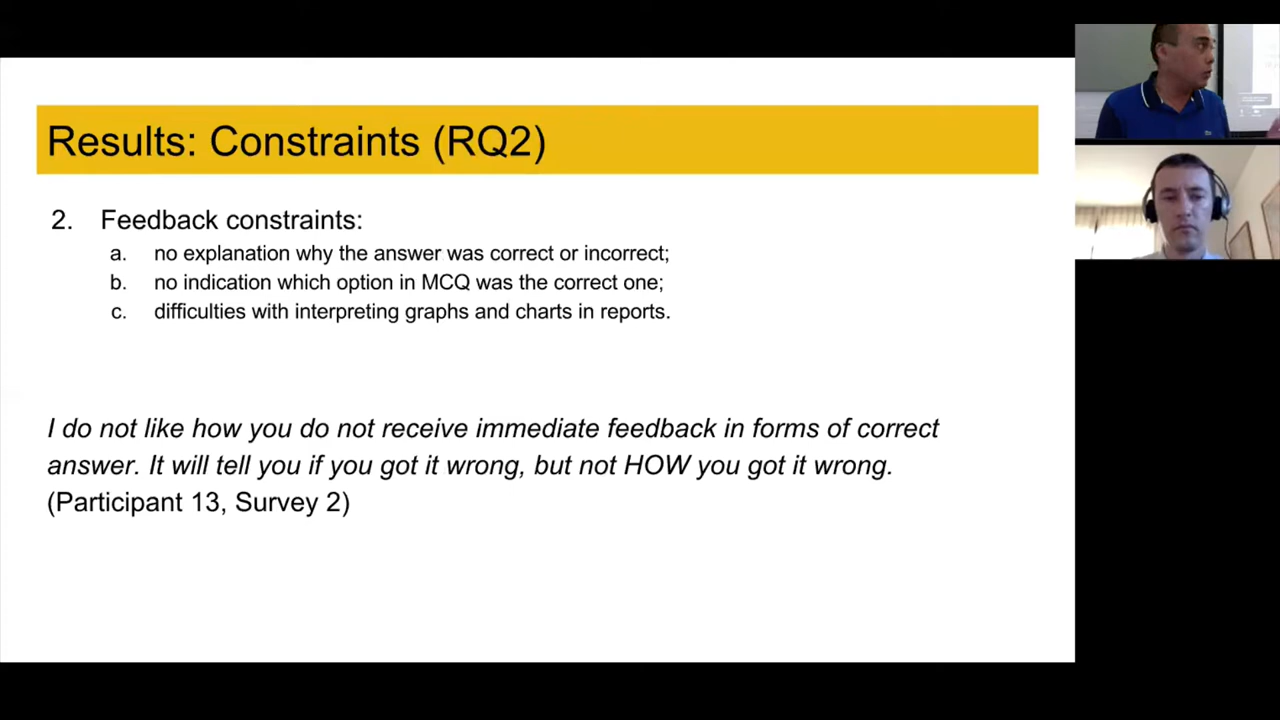 Results: Constraints (RQ2)
2. Feedback constraints:
a. no explanation why the answer was correct or incorrect;
b. no indication which option in MCQ was the correct one;
c. difficulties with interpreting graphs and charts in reports.
I do not like how you do not receive immediate feedback in forms of correct
answer. It will tell you if you got it wrong, but not HOW you got it wrong.
(Participant 13, Survey 2)